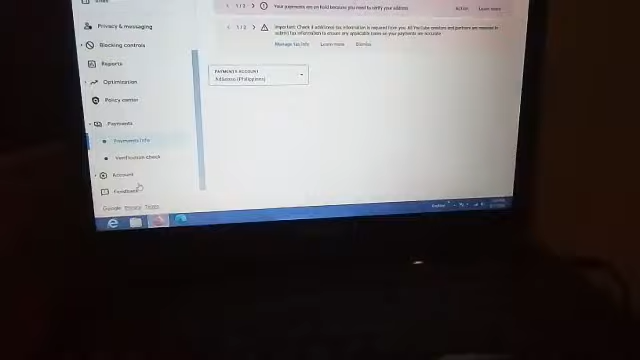 1 / 2
Your payments are on hold because you need to verify your address.
Action
Learn more
Privacy & messaging
1 / 2
Important: Check if additional tax information is required from you. All YouTube creators and partners are required to
submit tax information to ensure any applicable taxes on your payments are accurate
Manage tax info
Learn more
Dismiss
Blocking controls
Reports
PAYMENTS ACCOUNT
AdSense (Philippines)
Optimization
Policy center
Payments
Payments info
Verification check
Account
Feedback
Google
Privacy
Terms